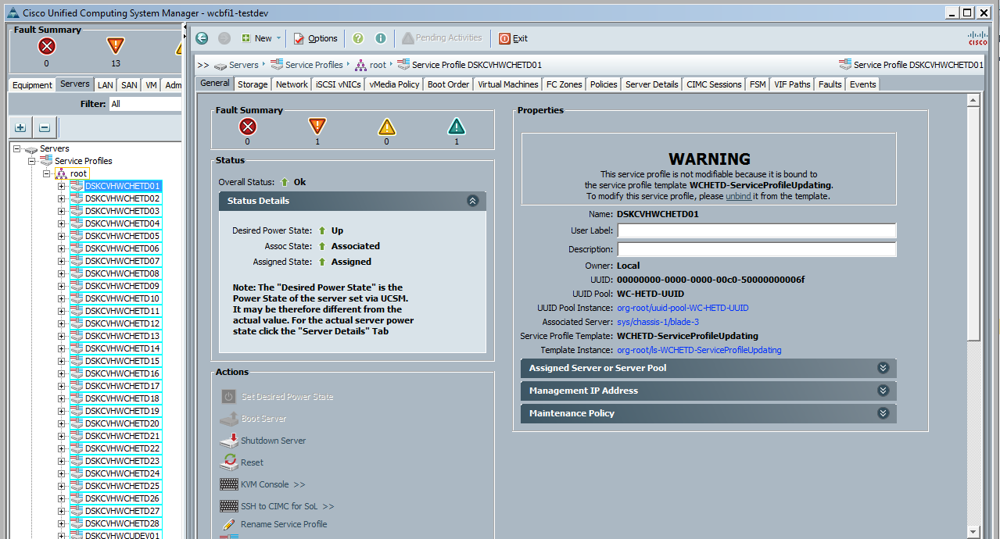 Cisco Unified Computing System Manager - wcbfi1-testdev
Fault Summary
0
13
Equipment Servers LAN SAN VM Adm
Filter: All
Servers
Service Profiles
root
DSKCVHWCHETD01
DSKCVHWCHETD02
DSKCVHWCHETD03
DSKCVHWCHETD04
DSKCVHWCHETD05
DSKCVHWCHETD06
DSKCVHWCHETD07
DSKCVHWCHETD08
DSKCVHWCHETD09
DSKCVHWCHETD10
DSKCVHWCHETD11
DSKCVHWCHETD12
DSKCVHWCHETD13
DSKCVHWCHETD14
DSKCVHWCHETD15
DSKCVHWCHETD16
DSKCVHWCHETD17
DSKCVHWCHETD18
DSKCVHWCHETD19
DSKCVHWCHETD20
DSKCVHWCHETD21
DSKCVHWCHETD22
DSKCVHWCHETD23
DSKCVHWCHETD24
DSKCVHWCHETD25
DSKCVHWCHETD26
DSKCVHWCHETD27
DSKCVHWCHETD28
DSKCVHWCUDEV01
New Options Pending Activities Exit
CISCO
>> Servers Service Profiles root Service Profile DSKCVHWCHETD01
Service Profile DSKCVHWCHETD01
General Storage Network iSCSI vNICs vMedia Policy Boot Order Virtual Machines FC Zones Policies Server Details CIMC Sessions FSM VIF Paths Faults Events
Fault Summary
0 1 0 1
Status
Overall Status: Ok
Status Details
Desired Power State: Up
Assoc State: Associated
Assigned State: Assigned
Note: The "Desired Power State" is the
Power State of the server set via UCSM.
It may be therefore different from the
actual value. For the actual server power
state click the "Server Details" Tab
Actions
Set Desired Power State
Boot Server
Shutdown Server
Reset
KVM Console >>
SSH to CIMC for SoL >>
Rename Service Profile
Properties
WARNING
This service profile is not modifiable because it is bound to
the service profile template WCHETD-ServiceProfileUpdating.
To modify this service profile, please unbind it from the template.
Name: DSKCVHWCHETD01
User Label:
Description:
Owner: Local
UUID: 00000000-0000-0000-00c0-50000000006f
UUID Pool: WC-HETD-UUID
UUID Pool Instance: org-root/uuid-pool-WC-HETD-UUID
Associated Server: sys/chassis-1/blade-3
Service Profile Template: WCHETD-ServiceProfileUpdating
Template Instance: org-root/ls-WCHETD-ServiceProfileUpdating
Assigned Server or Server Pool
Management IP Address
Maintenance Policy